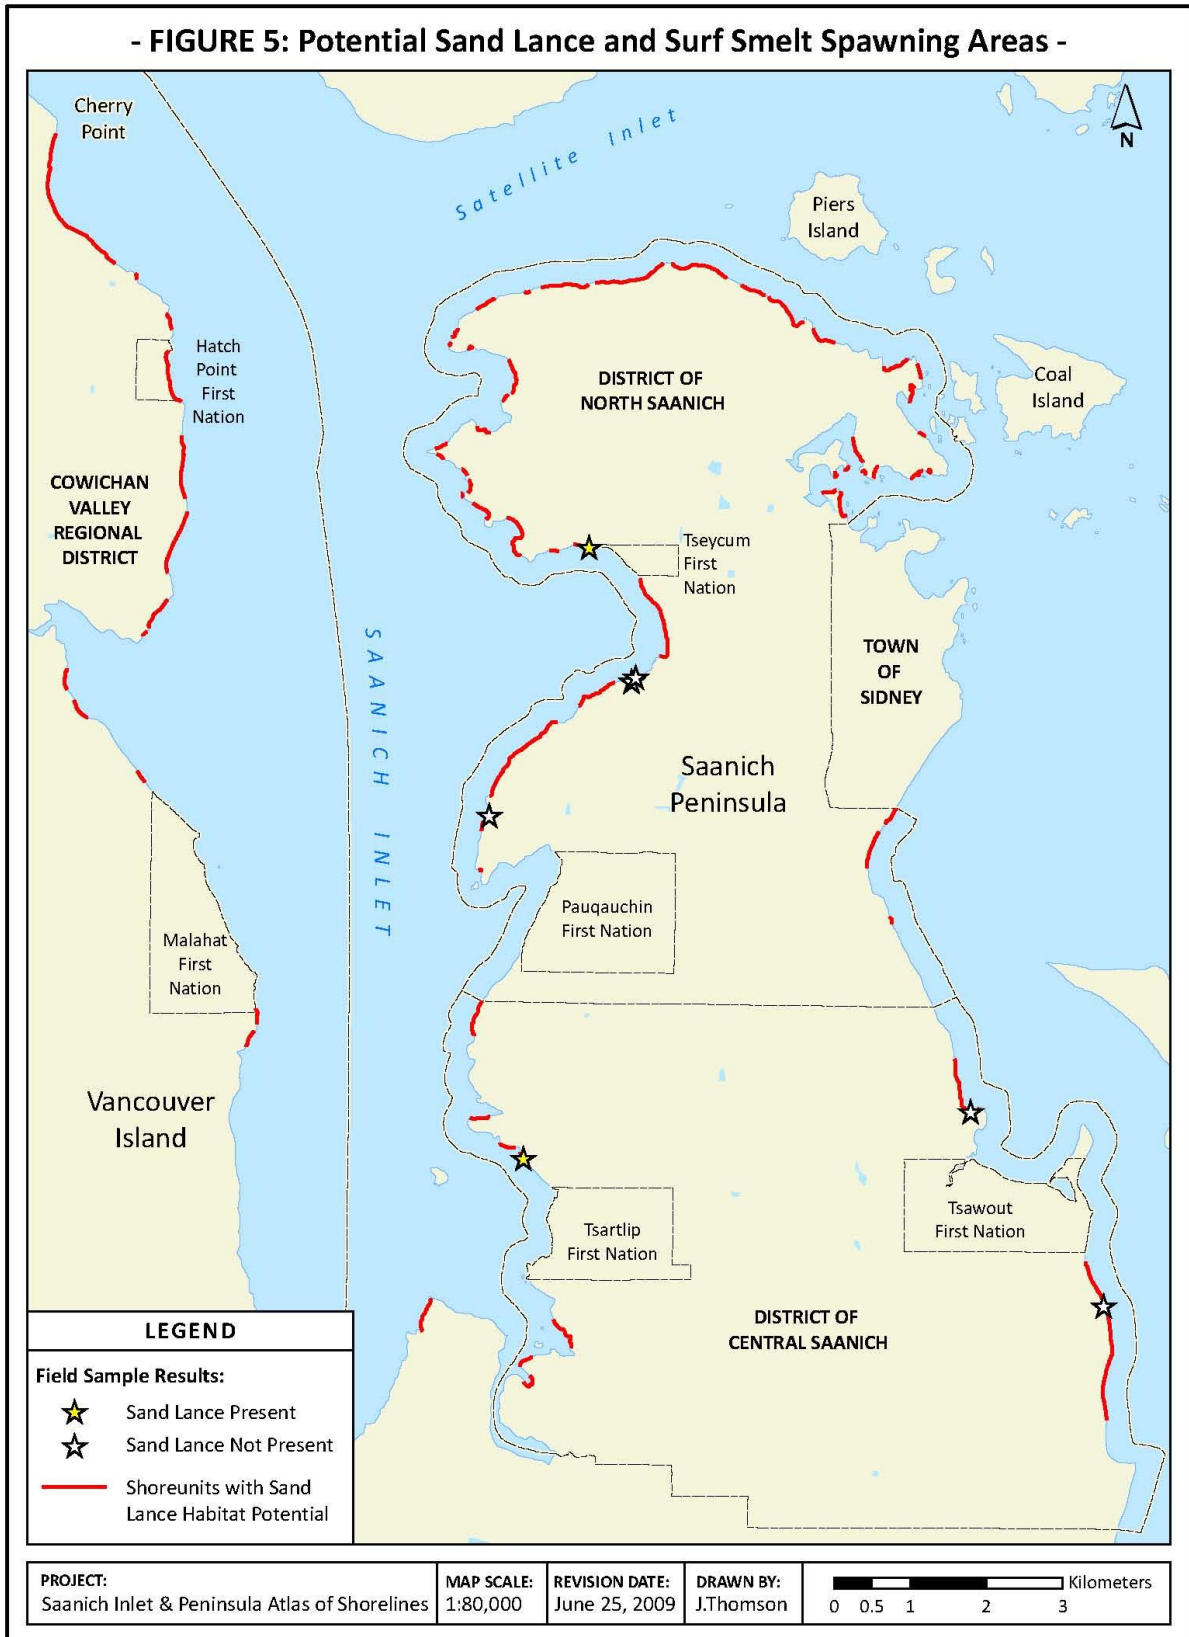 - FIGURE 5: Potential Sand Lance and Surf Smelt Spawning Areas -
Cherry
Point
Satellite Inlet
N
Piers
Island
Hatch
Point
First
Nation
DISTRICT OF
NORTH SAANICH
Coal
Island
COWICHAN
VALLEY
REGIONAL
DISTRICT
Tseycum
First
Nation
SAANICH INLET
TOWN
OF
SIDNEY
Saanich
Peninsula
Pauqauchin
First Nation
Malahat
First
Nation
Vancouver
Island
Tsawout
First Nation
Tsartlip
First Nation
DISTRICT OF
CENTRAL SAANICH
LEGEND
Field Sample Results:
Sand Lance Present
Sand Lance Not Present
Shoreunits with Sand
Lance Habitat Potential
PROJECT:
Saanich Inlet & Peninsula Atlas of Shorelines
MAP SCALE:
1:80,000
REVISION DATE:
June 25, 2009
DRAWN BY:
J.Thomson
Kilometers
0 0.5 1 2 3